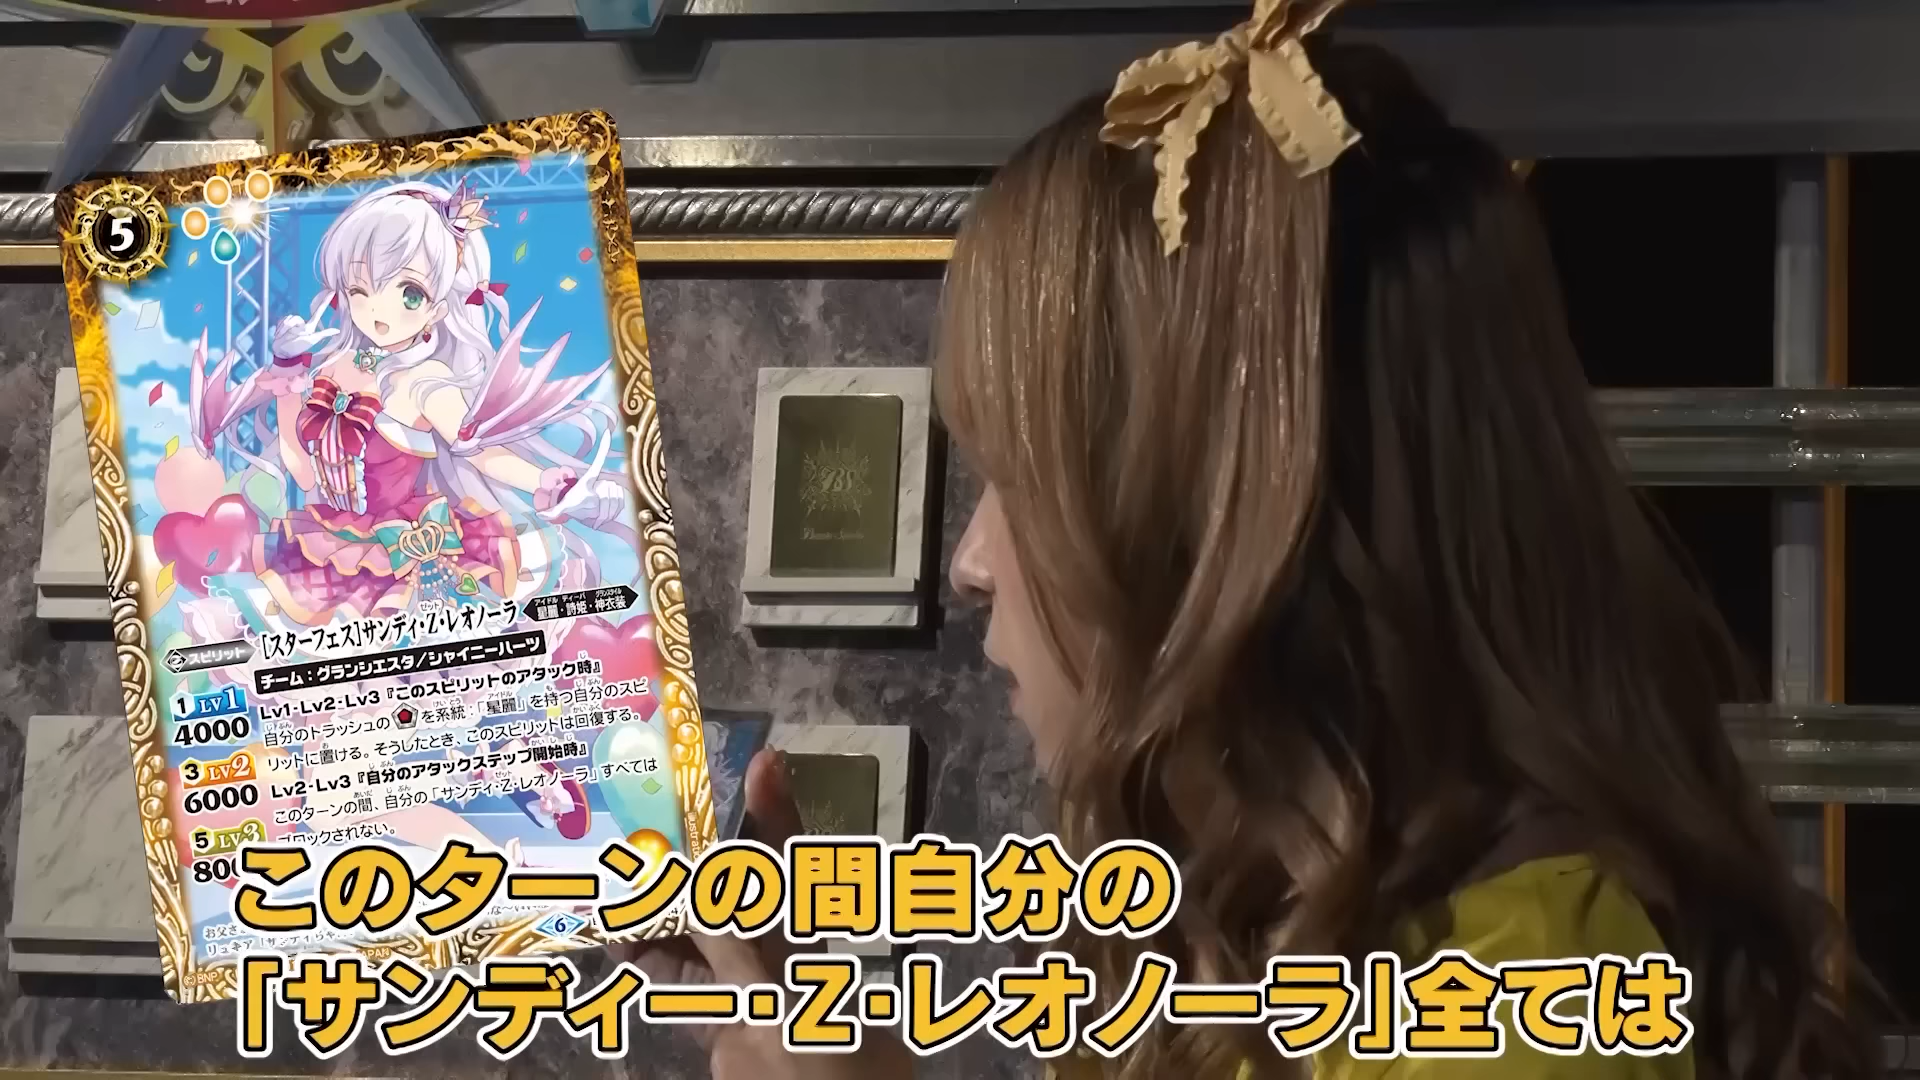 5
[スターフェス]サンディ・Z・レオノーラ
星麗・詩姫・神衣装
スピリット
チーム：グランシエスタ/シャイニーハーツ
1 LV1
4000
Lv1-Lv2-Lv3『このスピリットのアタック時』
自分のトラッシュの を系統：「星麗」を持つ自分のスピ
リットに置ける。そうしたとき、このスピリットは回復する。
3 LV2
6000
Lv2-Lv3『自分のアタックステップ開始時』
このターンの間、自分の「サンディ・Z・レオノーラ」すべては
ブロックされない。
5 LV3
6
このターンの間自分の
「サンディー・Z・レオノーラ」全ては